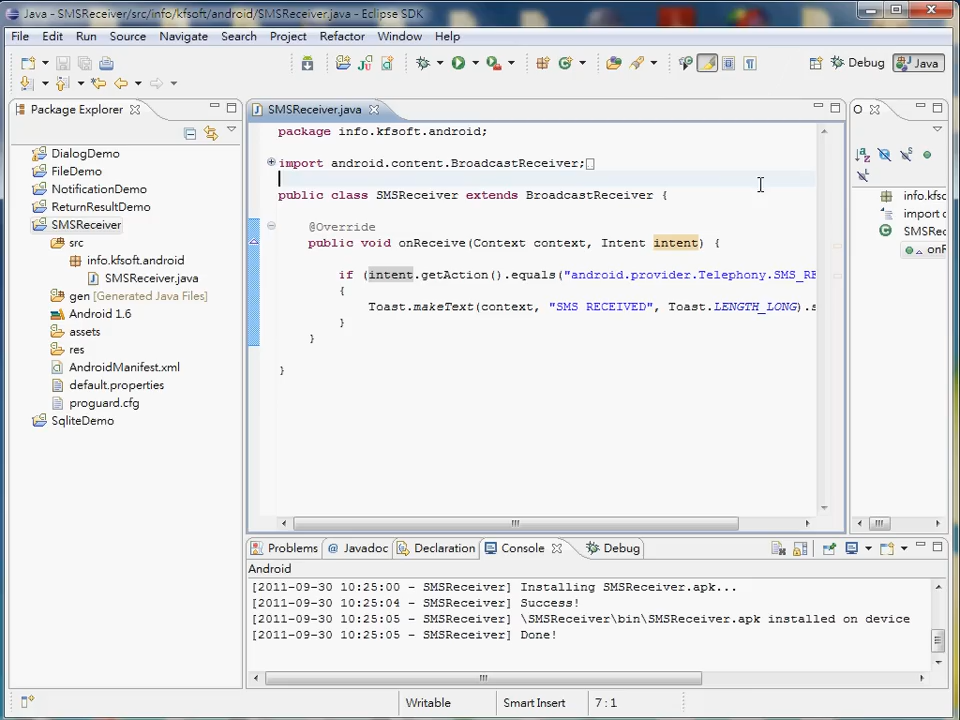 Java - SMSReceiver/src/info/kfsoft/android/SMSReceiver.java - Eclipse SDK
File Edit Run Source Navigate Search Project Refactor Window Help
Debug Java
Package Explorer
DialogDemo
FileDemo
NotificationDemo
ReturnResultDemo
SMSReceiver
src
info.kfsoft.android
SMSReceiver.java
gen [Generated Java Files]
Android 1.6
assets
res
AndroidManifest.xml
default.properties
proguard.cfg
SqliteDemo
SMSReceiver.java
package info.kfsoft.android;
import android.content.BroadcastReceiver;
public class SMSReceiver extends BroadcastReceiver {
@Override
public void onReceive(Context context, Intent intent) {
if (intent.getAction().equals("android.provider.Telephony.SMS_RE
{
Toast.makeText(context, "SMS RECEIVED", Toast.LENGTH_LONG).s
}
}
}
O
info.kfsc
import c
SMSRec
onR
Problems @ Javadoc Declaration Console Debug
Android
[2011-09-30 10:25:00 - SMSReceiver] Installing SMSReceiver.apk...
[2011-09-30 10:25:04 - SMSReceiver] Success!
[2011-09-30 10:25:05 - SMSReceiver] \SMSReceiver\bin\SMSReceiver.apk installed on device
[2011-09-30 10:25:05 - SMSReceiver] Done!
Writable Smart Insert 7 : 1